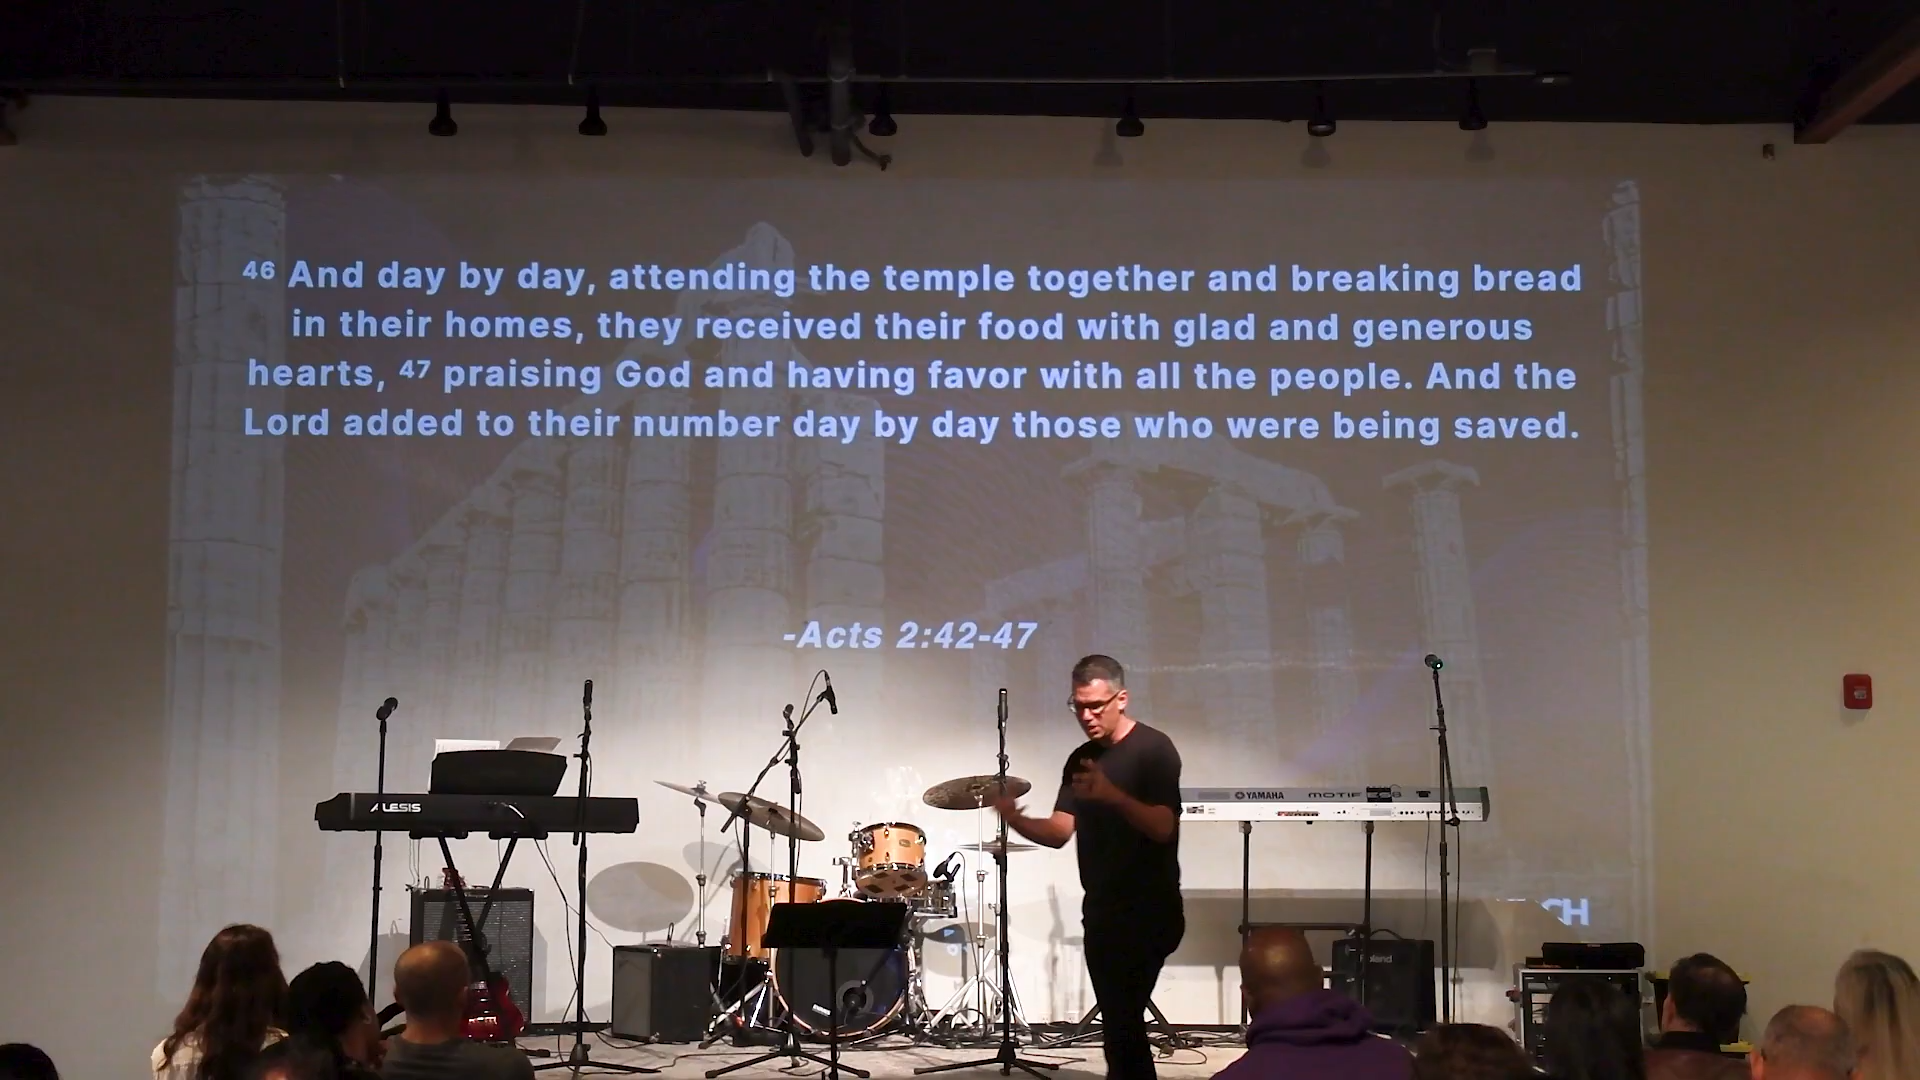 46 And day by day, attending the temple together and breaking bread
in their homes, they received their food with glad and generous
hearts, 47 praising God and having favor with all the people. And the
Lord added to their number day by day those who were being saved.
-Acts 2:42-47
ALESIS
YAMAHA MOTIF ES8
Roland